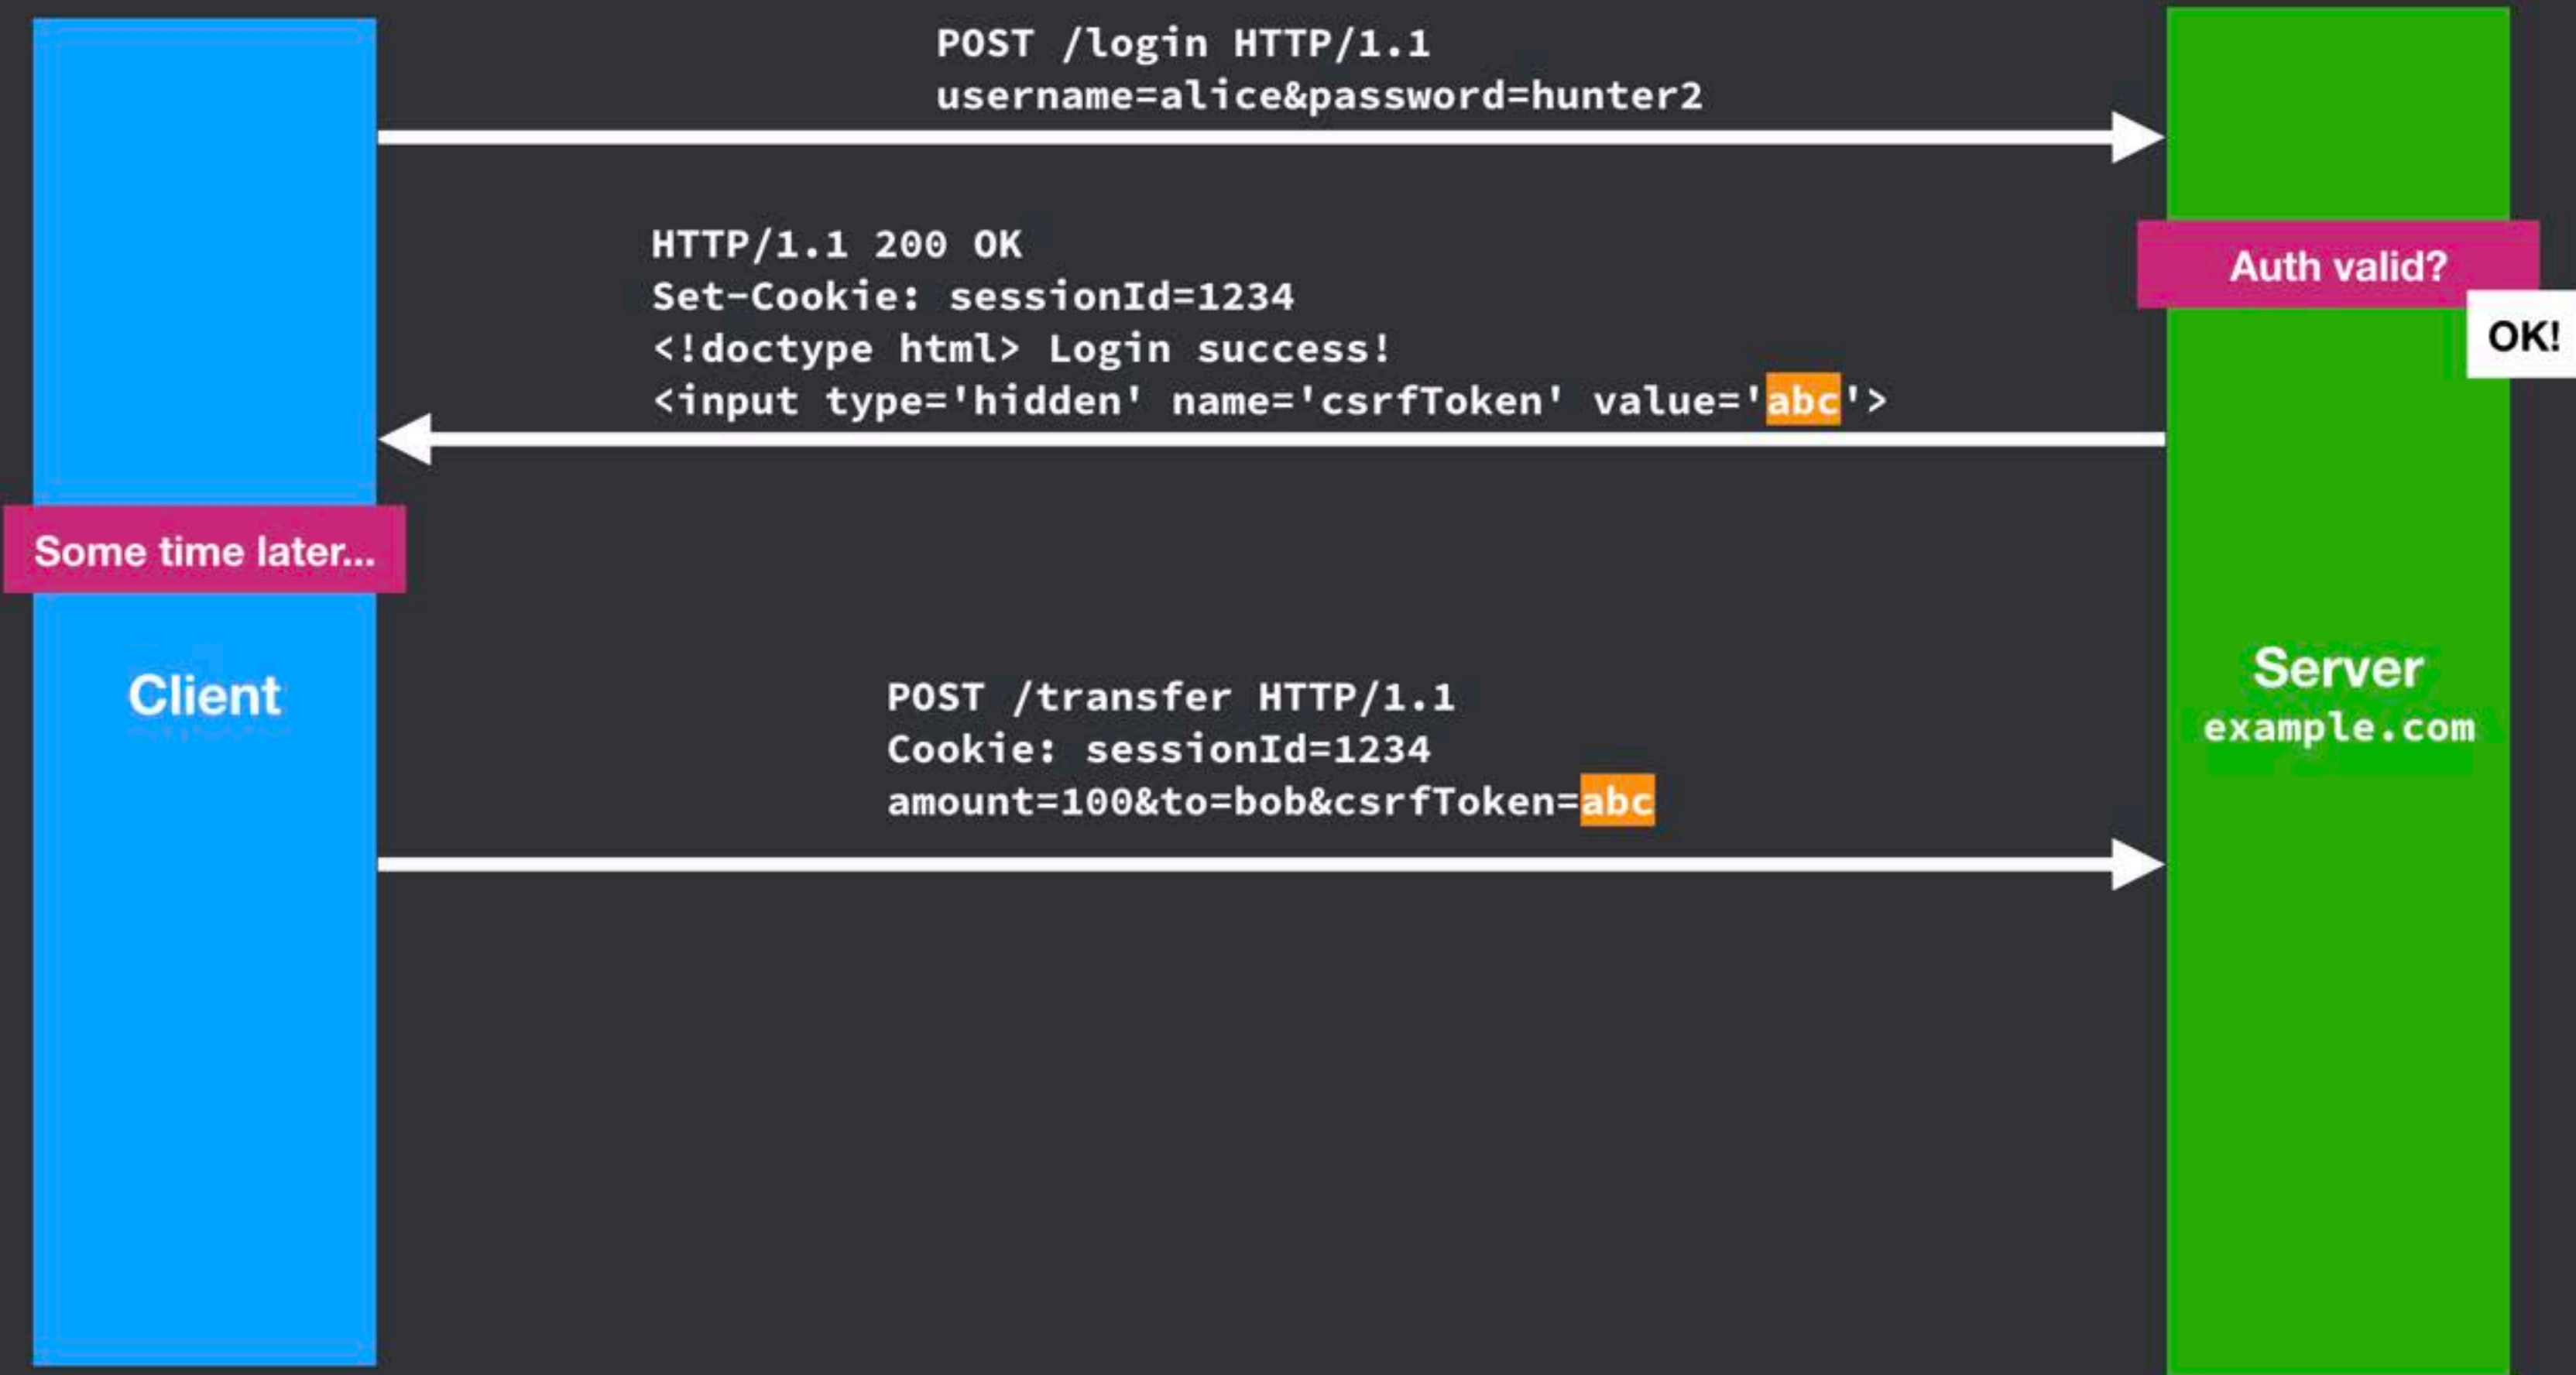 POST /login HTTP/1.1
username=alice&password=hunter2
Auth valid?
OK!
HTTP/1.1 200 OK
Set-Cookie: sessionId=1234
<!doctype html> Login success!
<input type='hidden' name='csrfToken' value='abc'>
Some time later...
Client
Server
example.com
POST /transfer HTTP/1.1
Cookie: sessionId=1234
amount=100&to=bob&csrfToken=abc